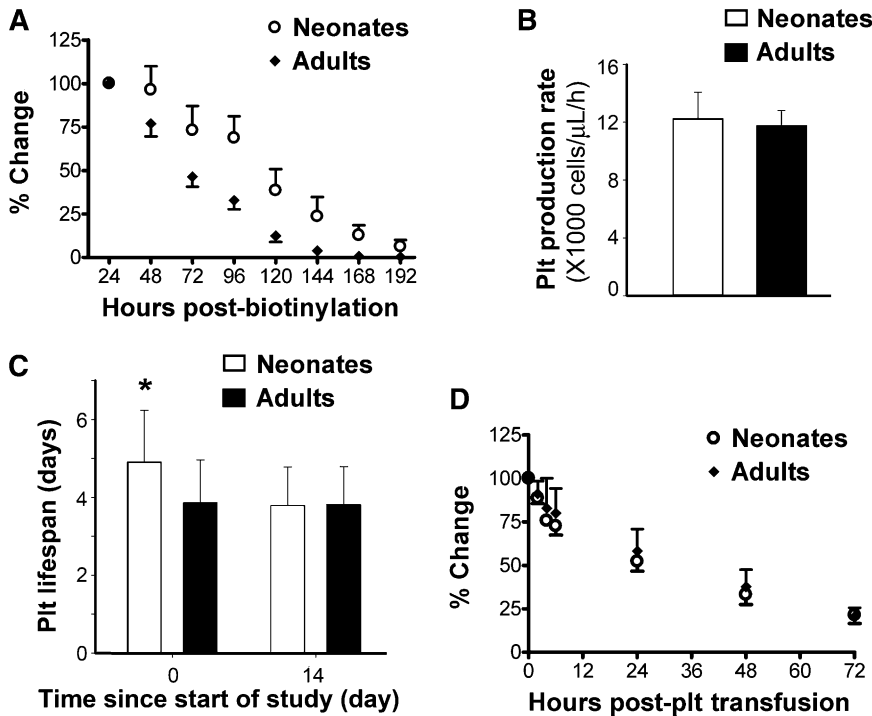 A
Neonates
Adults
% Change
125
100
75
50
25
0
24 48 72 96 120 144 168 192
Hours post-biotinylation
B
Neonates
Adults
Plt production rate
(X1000 cells/μL/h)
16
12
8
4
0
C
Neonates
Adults
*
Plt lifespan (days)
6
4
2
0
0 14
Time since start of study (day)
D
Neonates
Adults
% Change
125
100
75
50
25
0
0 12 24 36 48 60 72
Hours post-plt transfusion